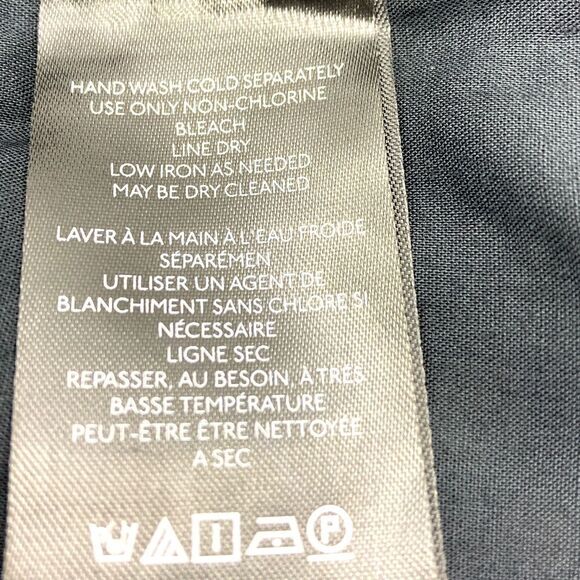 HAND WASH COLD SEPARATELY
USE ONLY NON-CHLORINE
BLEACH
LINE DRY
LOW IRON AS NEEDED
MAY BE DRY CLEANED
LAVER À LA MAIN À L'EAU FROIDE
SÉPARÉMEN
UTILISER UN AGENT DE
BLANCHIMENT SANS CHLORE SI
NÉCESSAIRE
LIGNE SEC
REPASSER, AU BESOIN, À TRÉS
BASSE TEMPÉRATURE
PEUT-ÊTRE ÊTRE NETTOYÉE
A SEC
P